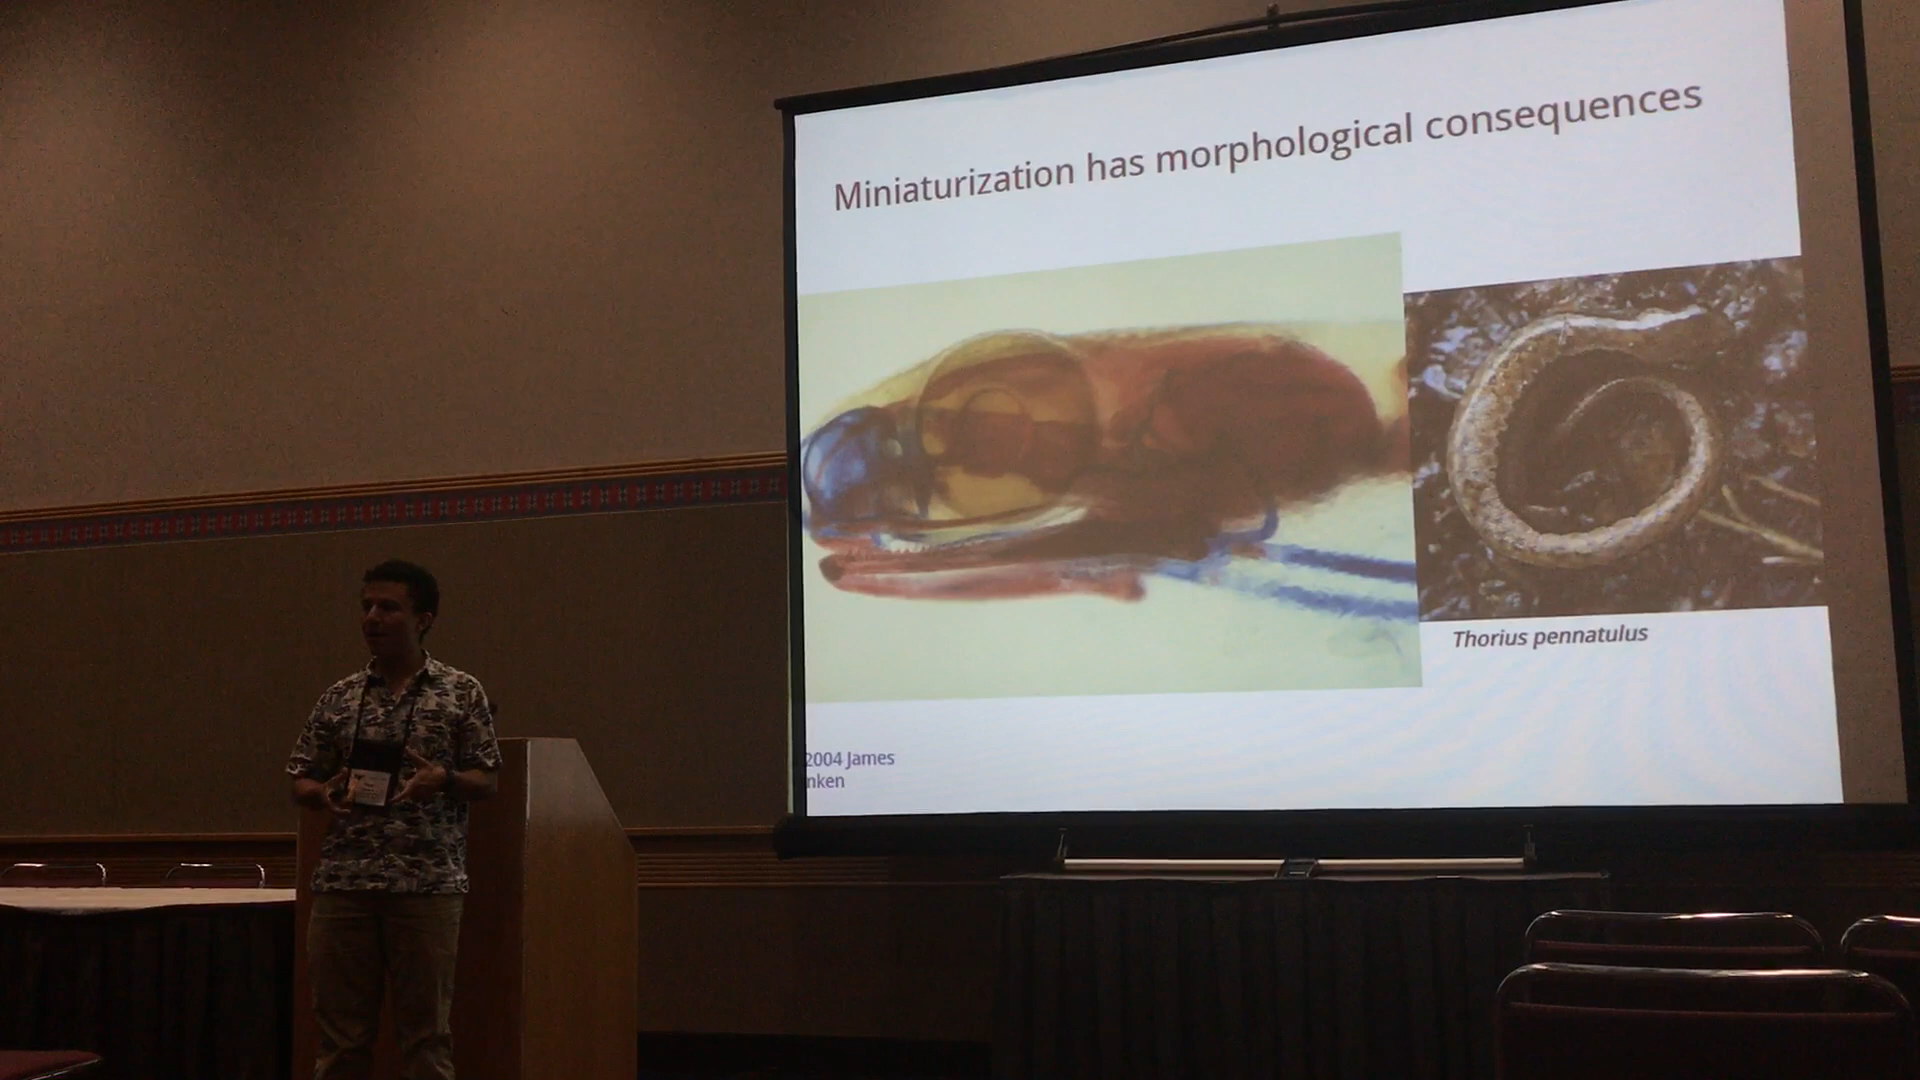 Miniaturization has morphological consequences
Thorius pennatulus
2004 James
nken